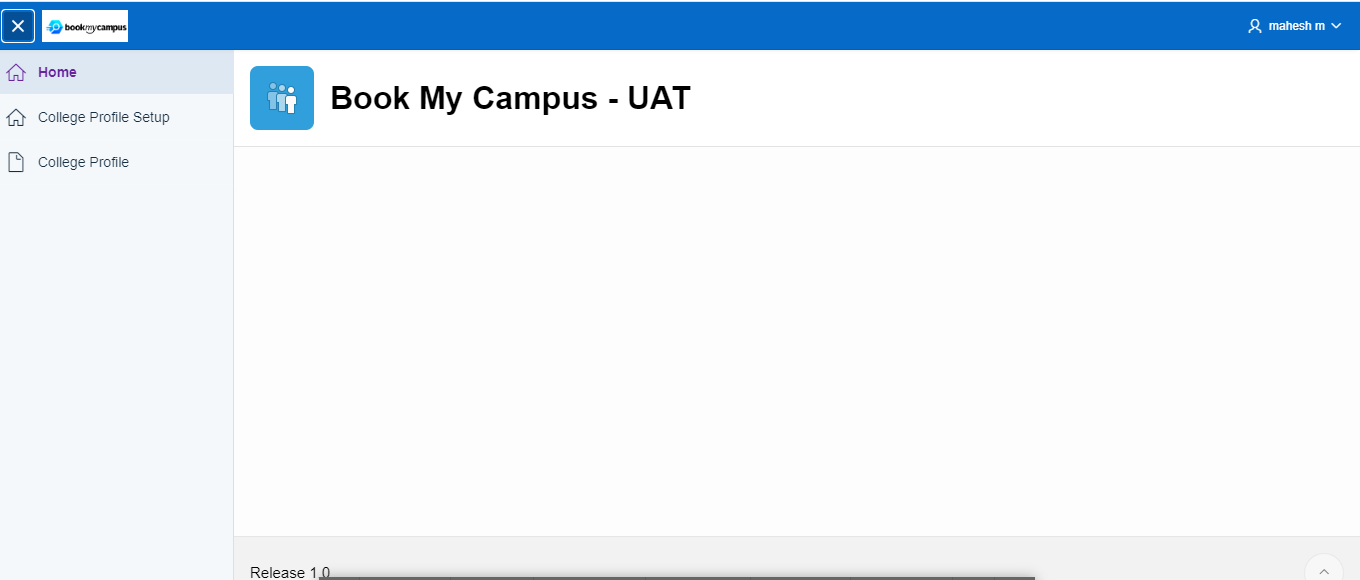 bookmycampus
mahesh m
Home
College Profile Setup
College Profile
Book My Campus - UAT
Release 1.0